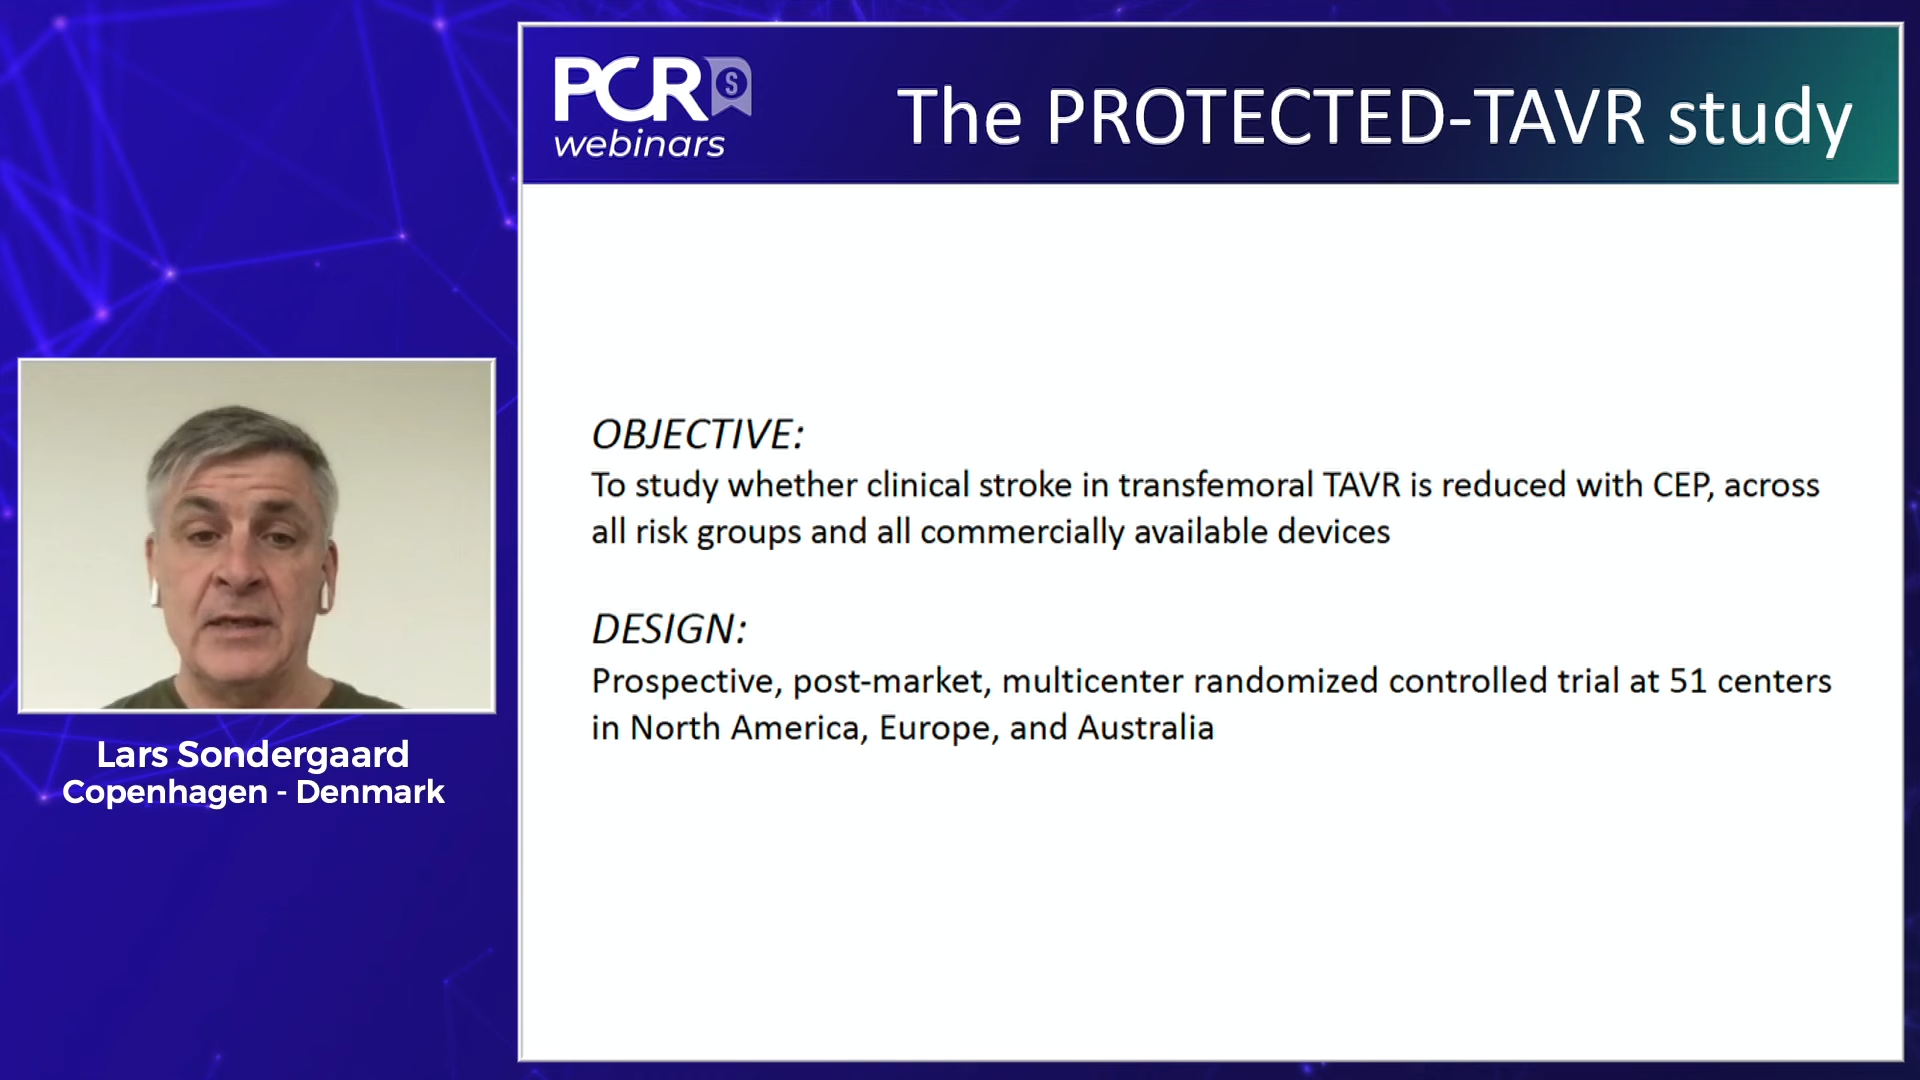 PCR S
webinars
The PROTECTED-TAVR study
OBJECTIVE:
To study whether clinical stroke in transfemoral TAVR is reduced with CEP, across
all risk groups and all commercially available devices
DESIGN:
Prospective, post-market, multicenter randomized controlled trial at 51 centers
in North America, Europe, and Australia
Lars Sondergaard
Copenhagen - Denmark